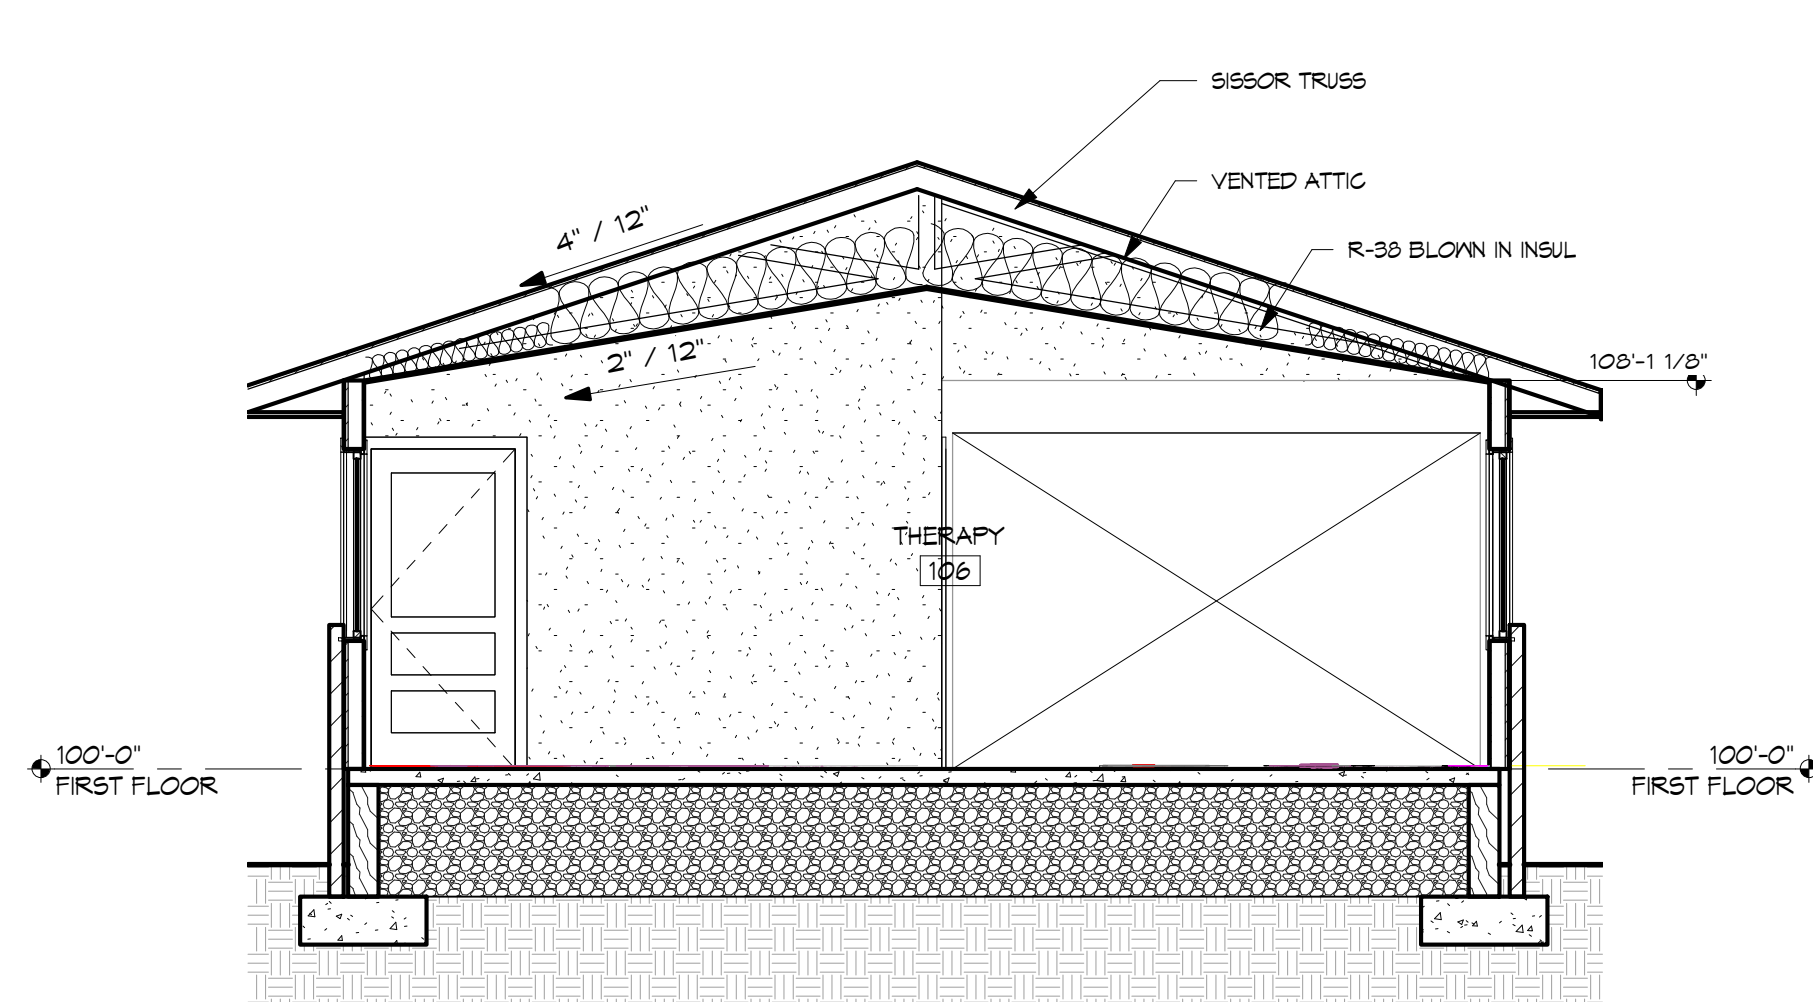 SISSOR TRUSS
VENTED ATTIC
4" / 12"
R-38 BLOWN IN INSUL
2" / 12"
108'-1 1/8"
THERAPY
106
100'-0"
FIRST FLOOR
100'-0"
FIRST FLOOR